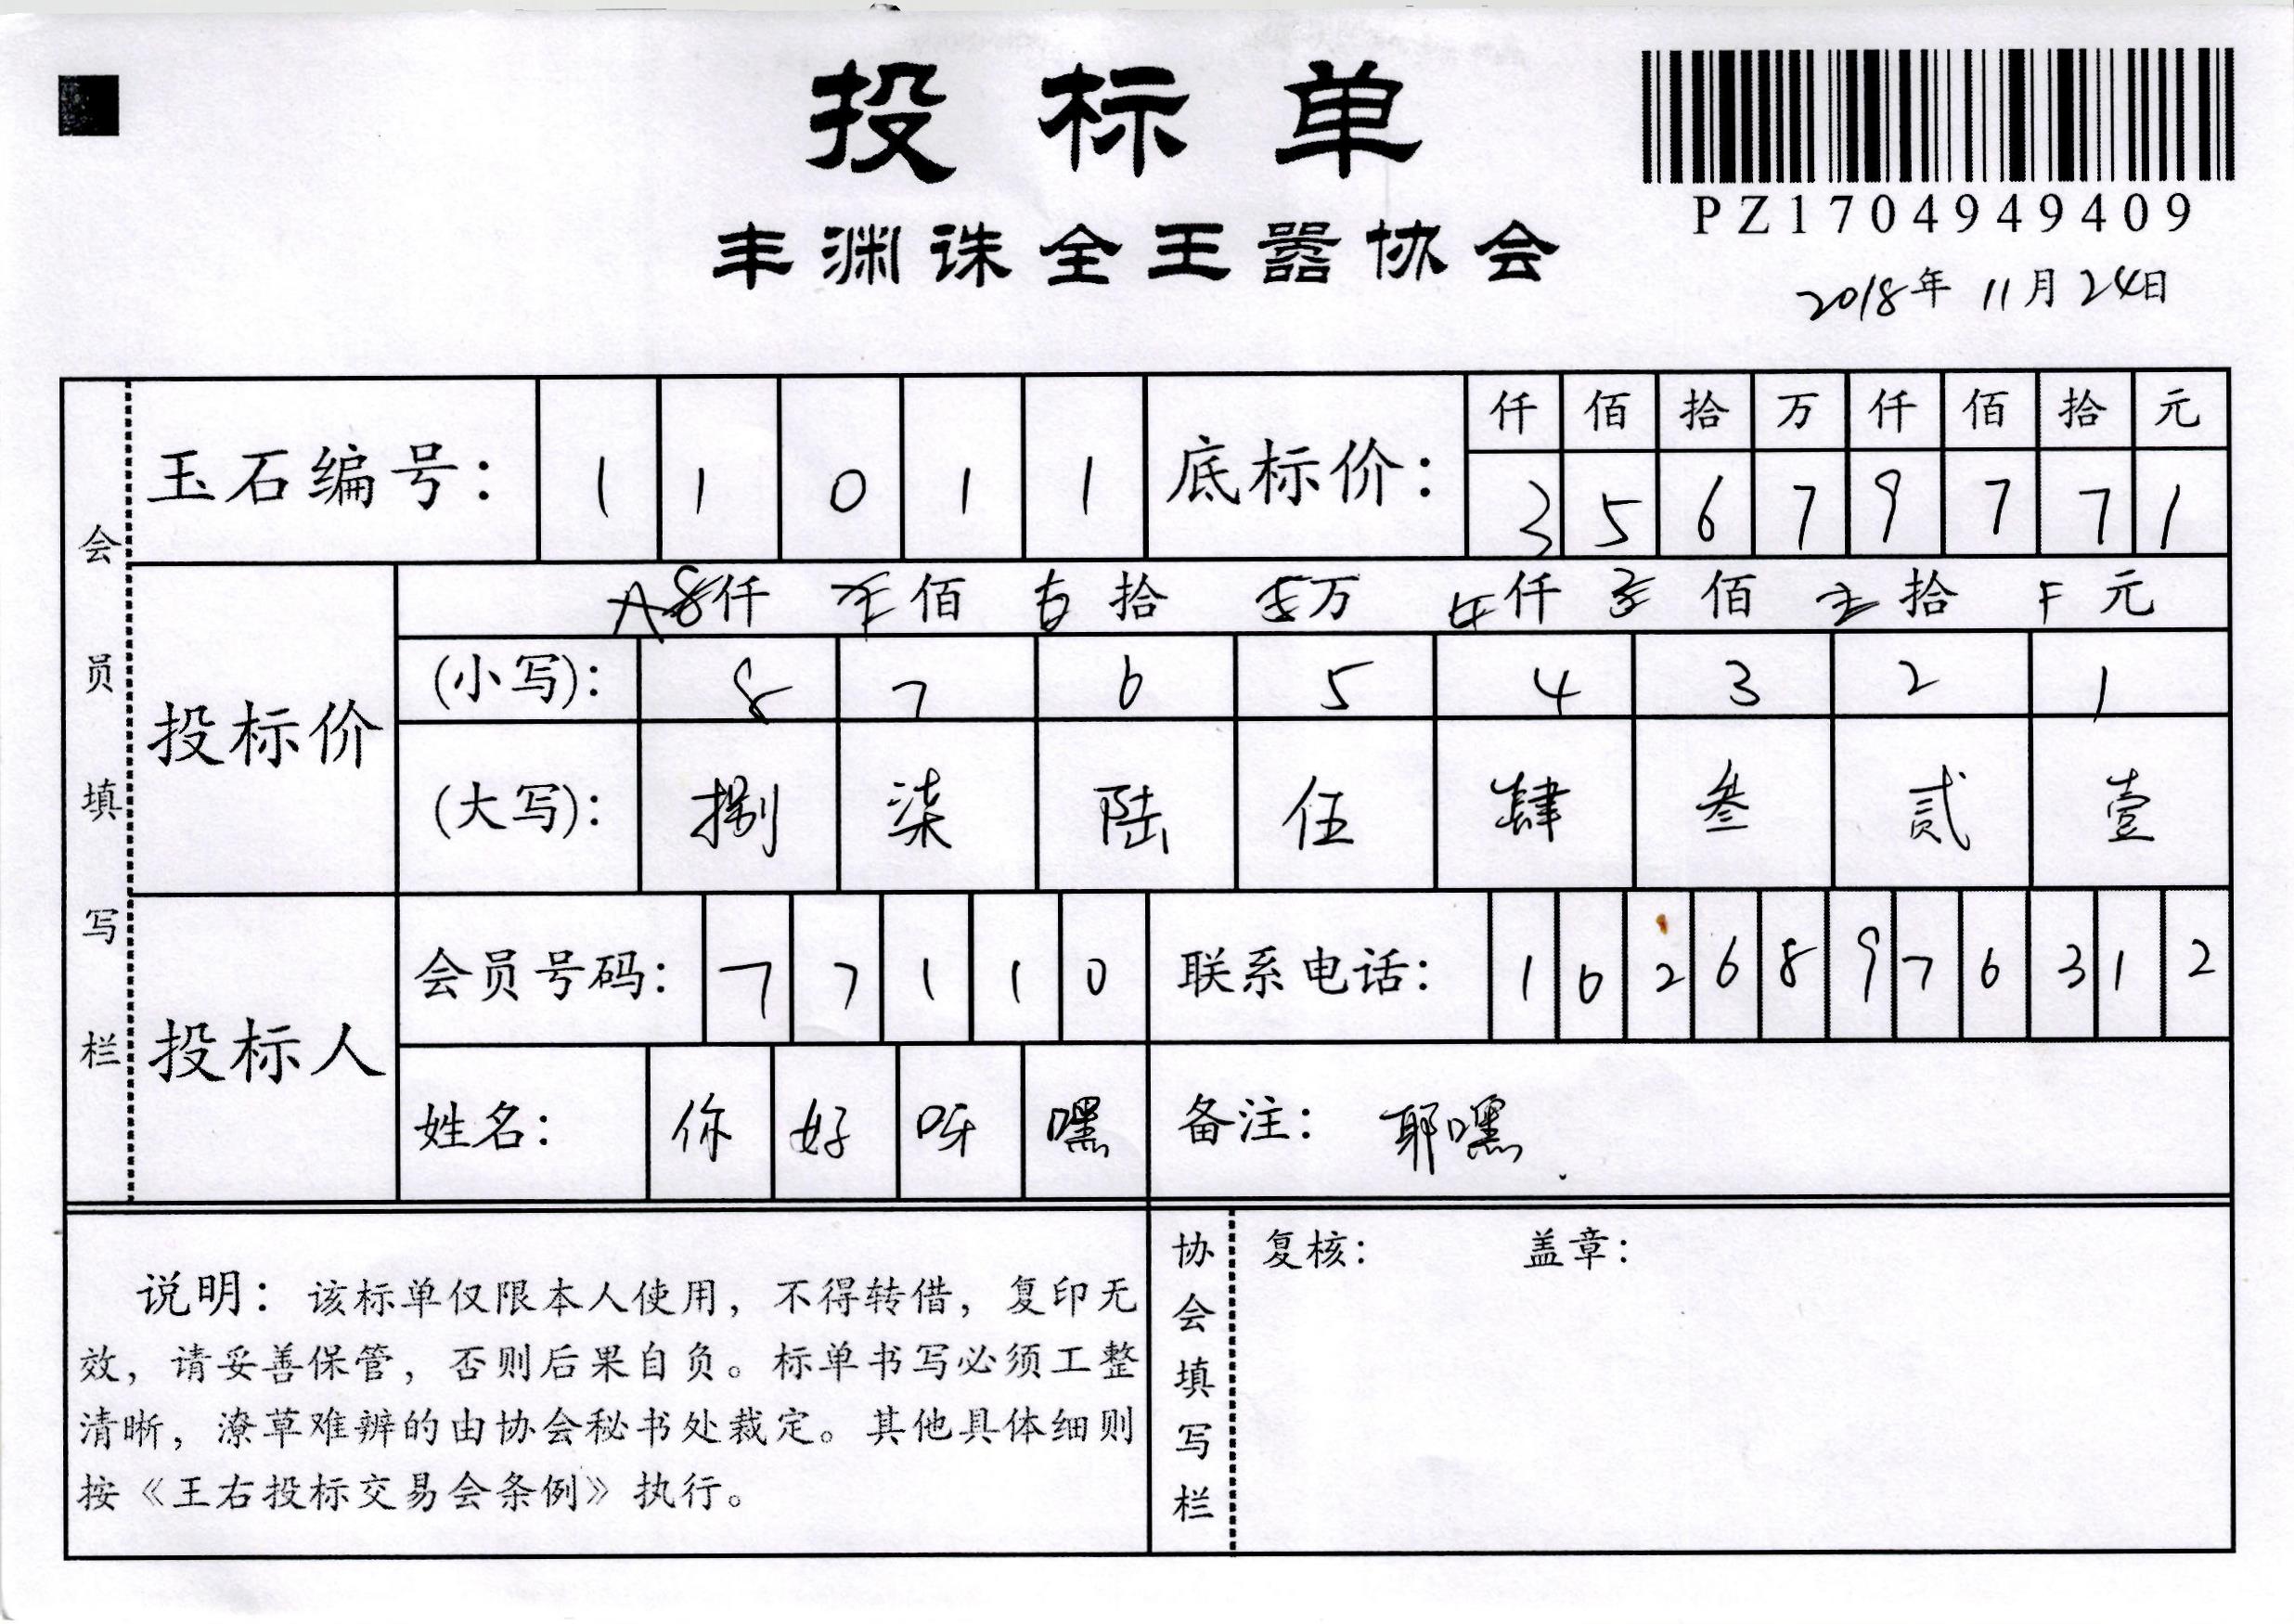 投标单
PZ1704949409
丰渊诛全王嚣协会
2018年 11月24日
会员填写栏
玉石编号： 1 1 0 1 1 底标价： 仟 佰 拾 万 仟 佰 拾 元
3 5 6 7 9 7 7 1
投标价
仟 佰 拾 万 仟 佰 拾 元
(小写)： 8 7 6 5 4 3 2 1
(大写)： 捌 柒 陆 伍 肆 叁 贰 壹
投标人
会员号码： 7 7 1 1 0 联系电话： 1 6 2 6 8 9 7 6 3 1 2
姓名： 你 好 呀 嘿 备注： 耶嘿
说明：该标单仅限本人使用，不得转借，复印无
效，请妥善保管，否则后果自负。标单书写必须工整
清晰，潦草难辨的由协会秘书处裁定。其他具体细则
按《王右投标交易会条例》执行。
协会填写栏
复核： 盖章：